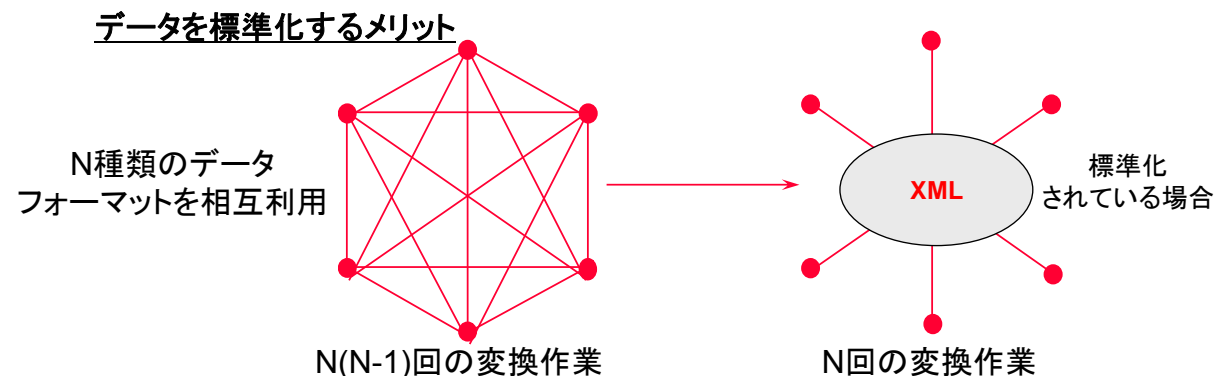 データを標準化するメリット
N種類のデータ
フォーマットを相互利用
N(N-1)回の変換作業
XML
標準化
されている場合
N回の変換作業